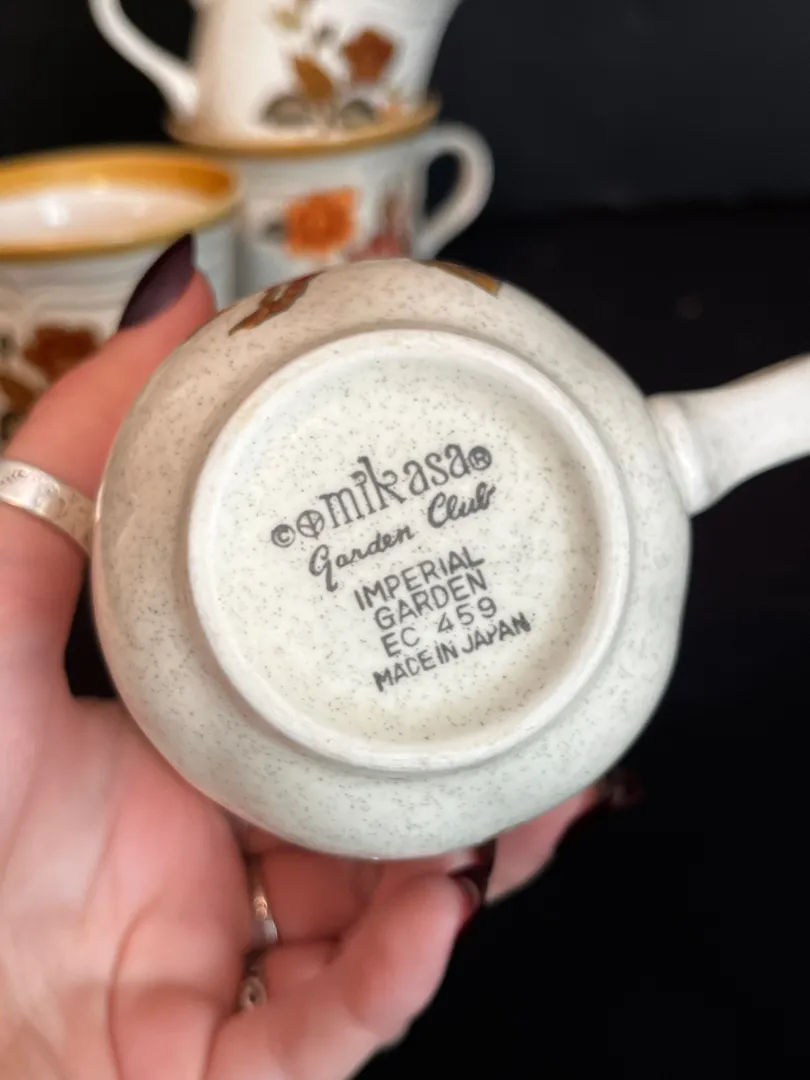 © mikasa®
Garden Club
IMPERIAL
GARDEN
EC 459
MADE IN JAPAN